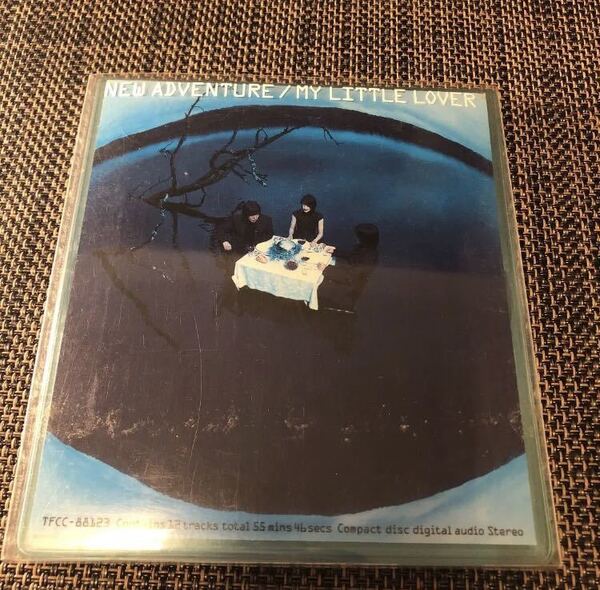 NEW ADVENTURE / MY LITTLE LOVER
TFCC-88123 Contains 12 tracks total 55 mins 46 secs Compact disc digital audio Stereo